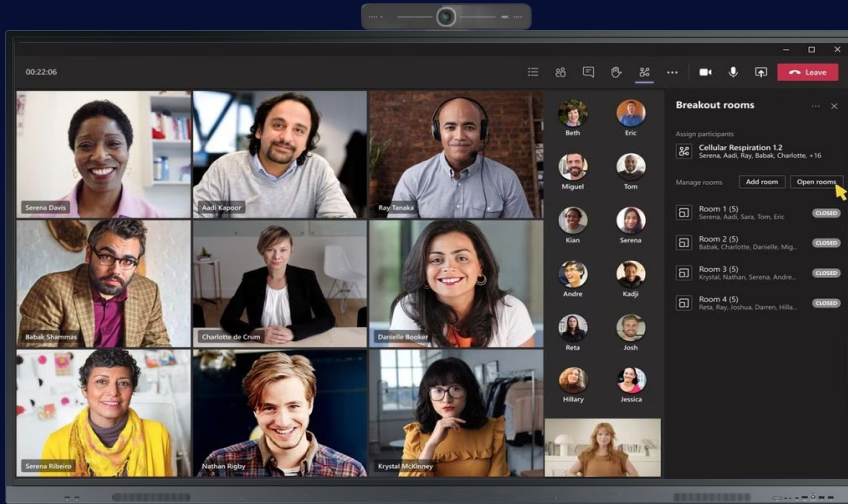 00:22:06
Leave
Serena Davis
Aadi Kapoor
Ray Tanaka
Babak Shammas
Charlotte de Crum
Danielle Booker
Serena Ribeiro
Nathan Rigby
Krystal McKinney
Beth Eric
Miguel Tom
Kian Serena
Andre Kadji
Reta Josh
Hillary Jessica
Breakout rooms
Assign participants
Cellular Respiration 1.2
Serena, Aadi, Ray, Babak, Charlotte, +16
Manage rooms Add room Open rooms
Room 1 (5)
Serena, Aadi, Sara, Tom, Eric CLOSED
Room 2 (5)
Babak, Charlotte, Danielle, Mig... CLOSED
Room 3 (5)
Krystal, Nathan, Serena, Andre... CLOSED
Room 4 (5)
Reta, Ray, Joshua, Darren, Hilla... CLOSED